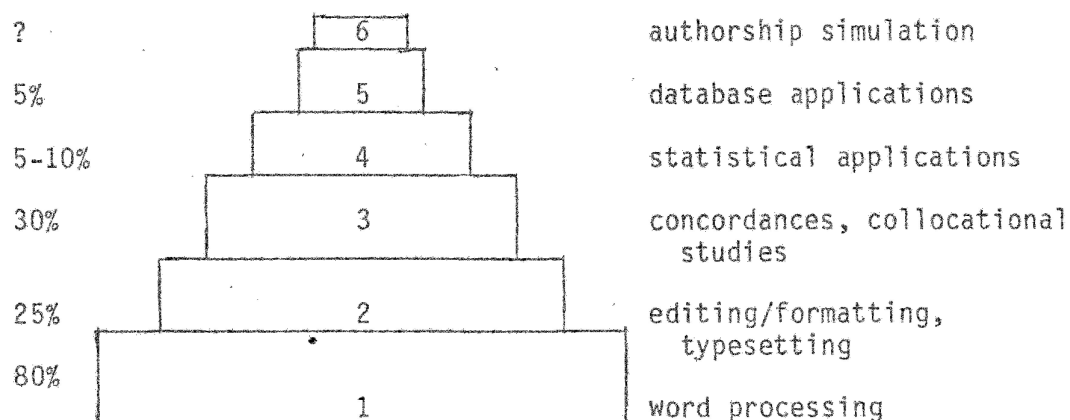 ? 6 authorship simulation
5% 5 database applications
5-10% 4 statistical applications
30% 3 concordances, collocational
studies
25% 2 editing/formatting,
typesetting
80%
1 word processing